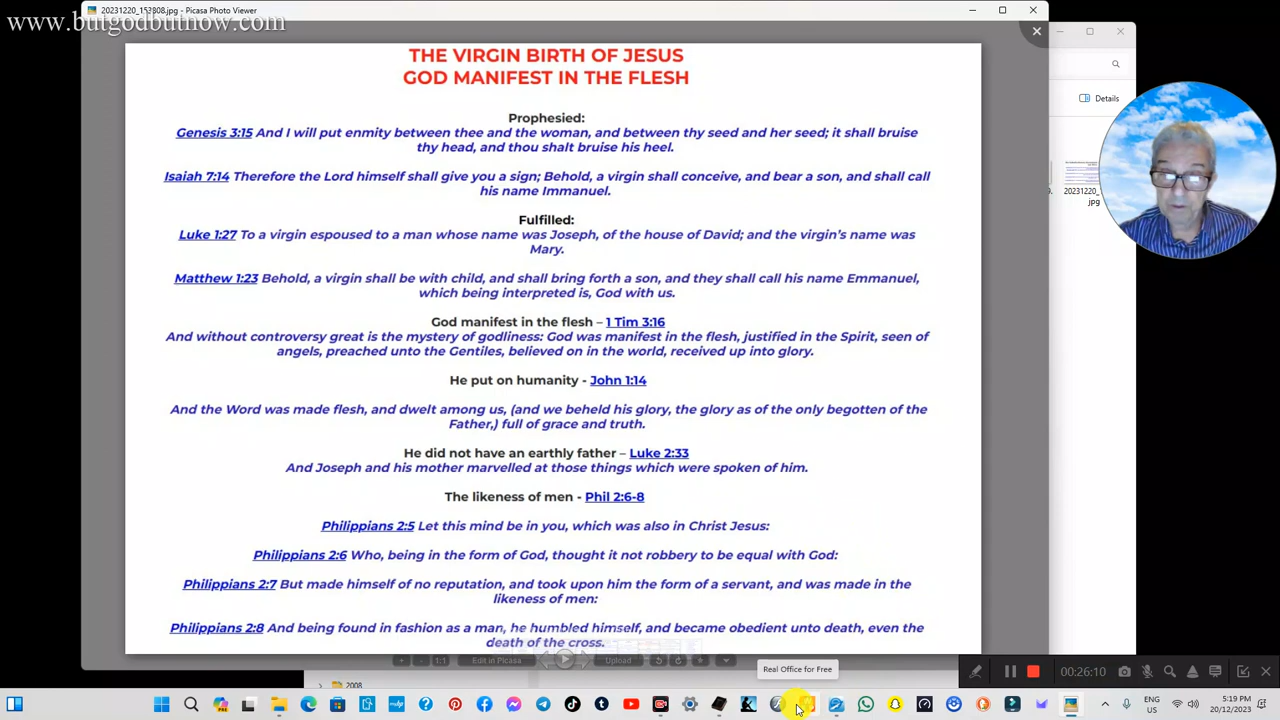 20231220_153808.jpg - Picasa Photo Viewer
www.butgodbutnow.com
THE VIRGIN BIRTH OF JESUS
GOD MANIFEST IN THE FLESH
Details
Prophesied:
Genesis 3:15 And I will put enmity between thee and the woman, and between thy seed and her seed; it shall bruise
thy head, and thou shalt bruise his heel.
Isaiah 7:14 Therefore the Lord himself shall give you a sign; Behold, a virgin shall conceive, and bear a son, and shall call
his name Immanuel.
20231220_
jpg
Fulfilled:
Luke 1:27 To a virgin espoused to a man whose name was Joseph, of the house of David; and the virgin's name was
Mary.
Matthew 1:23 Behold, a virgin shall be with child, and shall bring forth a son, and they shall call his name Emmanuel,
which being interpreted is, God with us.
God manifest in the flesh – 1 Tim 3:16
And without controversy great is the mystery of godliness: God was manifest in the flesh, justified in the Spirit, seen of
angels, preached unto the Gentiles, believed on in the world, received up into glory.
He put on humanity - John 1:14
And the Word was made flesh, and dwelt among us, (and we beheld his glory, the glory as of the only begotten of the
Father,) full of grace and truth.
He did not have an earthly father – Luke 2:33
And Joseph and his mother marvelled at those things which were spoken of him.
The likeness of men - Phil 2:6-8
Philippians 2:5 Let this mind be in you, which was also in Christ Jesus:
Philippians 2:6 Who, being in the form of God, thought it not robbery to be equal with God:
Philippians 2:7 But made himself of no reputation, and took upon him the form of a servant, and was made in the
likeness of men:
Philippians 2:8 And being found in fashion as a man, he humbled himself, and became obedient unto death, even the
death of the cross.
1:1 Edit in Picasa Upload
Real Office for Free
00:26:10
2008
ENG
US
5:19 PM
20/12/2023